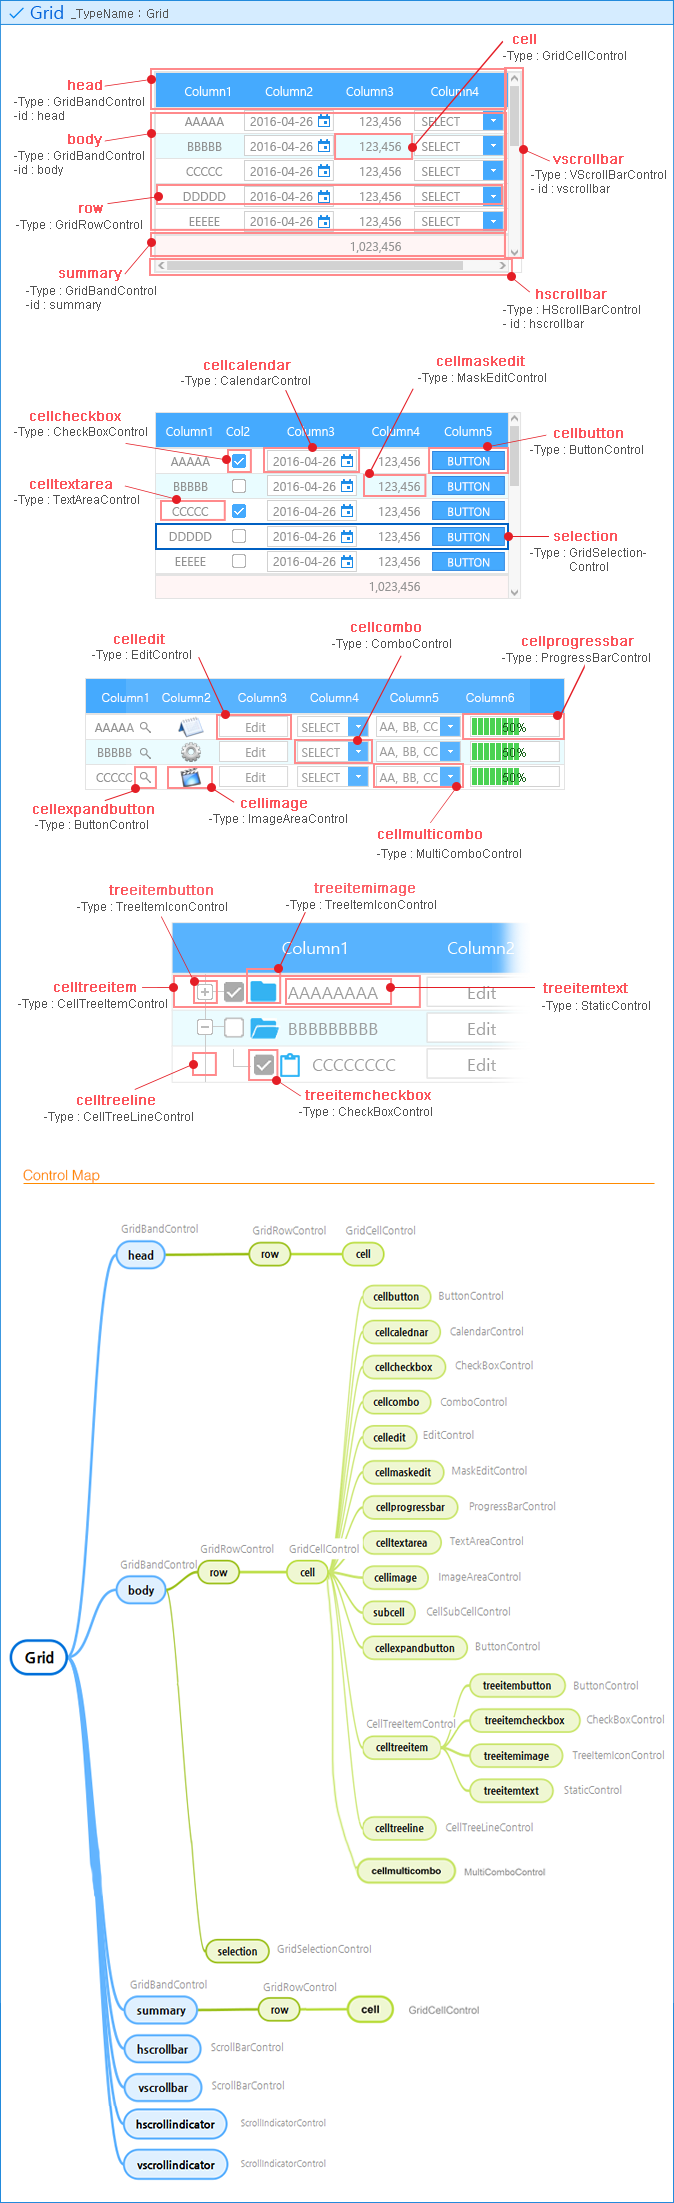 Grid _TypeName : Grid
cell
-Type : GridCellControl
head
-Type : GridBandControl
-id : head
body
-Type : GridBandControl
-id : body
row
-Type : GridRowControl
summary
-Type : GridBandControl
-id : summary
vscrollbar
-Type : VScrollBarControl
- id : vscrollbar
hscrollbar
-Type : HScrollBarControl
- id : hscrollbar
Column1 Column2 Column3 Column4
AAAAA 2016-04-26 123,456 SELECT
BBBBB 2016-04-26 123,456 SELECT
CCCCC 2016-04-26 123,456 SELECT
DDDDD 2016-04-26 123,456 SELECT
EEEEE 2016-04-26 123,456 SELECT
1,023,456
cellcalendar
-Type : CalendarControl
cellmaskedit
-Type : MaskEditControl
cellcheckbox
-Type : CheckBoxControl
celltextarea
-Type : TextAreaControl
cellbutton
-Type : ButtonControl
selection
-Type : GridSelection-
Control
Column1 Col2 Column3 Column4 Column5
AAAAA 2016-04-26 123,456 BUTTON
BBBBB 2016-04-26 123,456 BUTTON
CCCCC 2016-04-26 123,456 BUTTON
DDDDD 2016-04-26 123,456 BUTTON
EEEEE 2016-04-26 123,456 BUTTON
1,023,456
celledit
-Type : EditControl
cellcombo
-Type : ComboControl
cellprogressbar
-Type : ProgressBarControl
Column1 Column2 Column3 Column4 Column5 Column6
AAAAA Edit SELECT AA, BB, CC 50%
BBBBB Edit SELECT AA, BB, CC 50%
CCCCC Edit SELECT AA, BB, CC 50%
cellexpandbutton
-Type : ButtonControl
cellimage
-Type : ImageAreaControl
cellmulticombo
-Type : MultiComboControl
treeitembutton
-Type : TreeItemIconControl
treeitemimage
-Type : TreeItemIconControl
celltreeitem
-Type : CellTreeItemControl
treeitemtext
-Type : StaticControl
Column1 Column2
AAAAAAAA Edit
BBBBBBBBB Edit
CCCCCCCC Edit
celltreeline
-Type : CellTreeLineControl
treeitemcheckbox
-Type : CheckBoxControl
Control Map
GridBandControl GridRowControl GridCellControl
head row cell
cellbutton ButtonControl
cellcalednar CalendarControl
cellcheckbox CheckBoxControl
cellcombo ComboControl
celledit EditControl
cellmaskedit MaskEditControl
cellprogressbar ProgressBarControl
celltextarea TextAreaControl
GridBandControl GridRowControl GridCellControl
body row cell
cellimage ImageAreaControl
subcell CellSubCellControl
cellexpandbutton ButtonControl
Grid
treeitembutton ButtonControl
treeitemcheckbox CheckBoxControl
CellTreeItemControl
celltreeitem
treeitemimage TreeItemIconControl
treeitemtext StaticControl
celltreeline CellTreeLineControl
cellmulticombo MultiComboControl
selection GridSelectionControl
GridBandControl GridRowControl
summary row cell GridCellControl
hscrollbar ScrollBarControl
vscrollbar ScrollBarControl
hscrollindicator ScrollIndicatorControl
vscrollindicator ScrollIndicatorControl